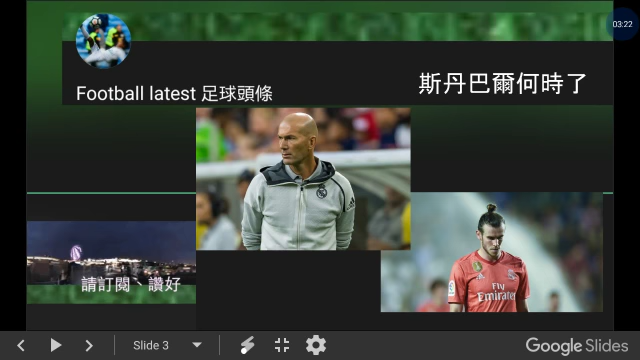 03:22
斯丹巴爾何時了
Football latest 足球頭條
Fly
Emirates
請訂閱、讚好
Slide 3
Google Slides